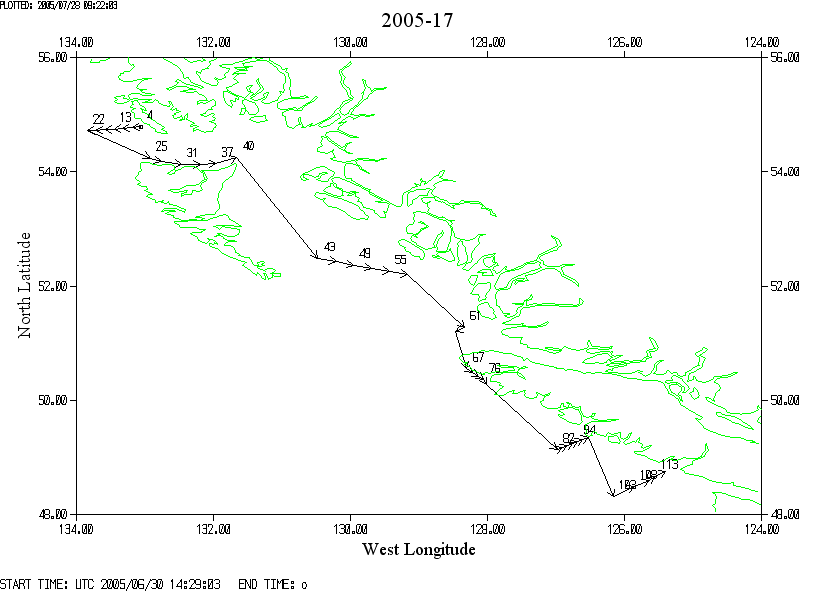 PLOTTED: 2005/07/28 09:22:03
2005-17
134.00 132.00 130.00 128.00 126.00 124.00
56.00 56.00
22 13 4
25 31 37 40
54.00 54.00
43 49 55
North Latitude
52.00 52.00
61
67
76
50.00 50.00
82 94
113
48.00 48.00
134.00 132.00 130.00 128.00 126.00 124.00
West Longitude
START TIME: UTC 2005/06/30 14:29:03 END TIME: o